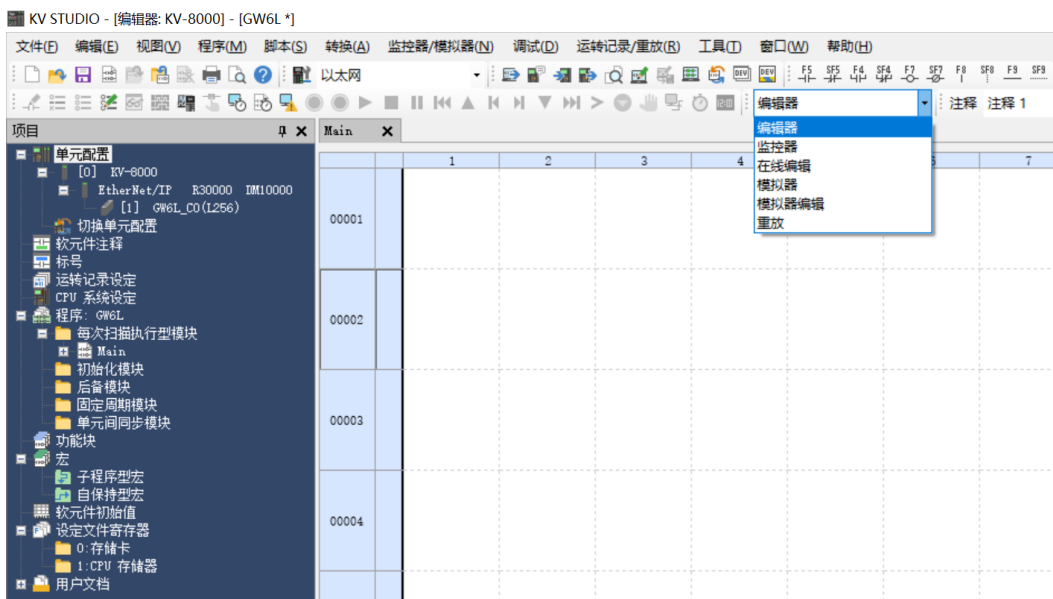 KV STUDIO - [编辑器: KV-8000] - [GW6L *]
文件(F) 编辑(E) 视图(V) 程序(M) 脚本(S) 转换(A) 监控器/模拟器(N) 调试(D) 运转记录/重放(R) 工具(T) 窗口(W) 帮助(H)
以太网 DEV DEV F5 SF5 F4 SF4 F7 SF7 F8 SF8 F9 SF9
编辑器 注释 注释 1
项目 Main
编辑器
监控器
在线编辑
模拟器
模拟器编辑
重放
单元配置
[0] KV-8000
EtherNet/IP R30000 DM10000
[1] GW6L_CO(L256)
切换单元配置
软元件注释
标号
运转记录设定
CPU 系统设定
程序: GW6L
每次扫描执行型模块
Main
初始化模块
后备模块
固定周期模块
单元间同步模块
功能块
宏
子程序型宏
自保持型宏
软元件初始值
设定文件寄存器
0:存储卡
1:CPU 存储器
用户文档
1 2 3 4 6 7
00001
00002
00003
00004